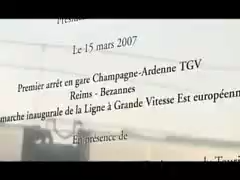 Le 15 mars 2007
Premier arrêt en gare Champagne-Ardenne TGV
Reims - Bezannes
marche inaugurale de la Ligne à Grande Vitesse Est européenne
En présence de